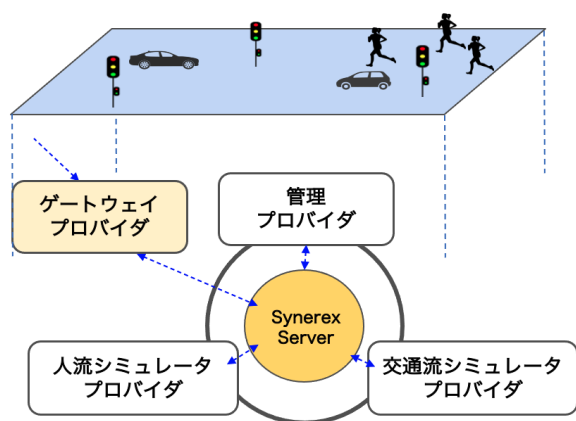 ゲートウェイ
プロバイダ
管理
プロバイダ
Synerex
Server
人流シミュレータ
プロバイダ
交通流シミュレータ
プロバイダ